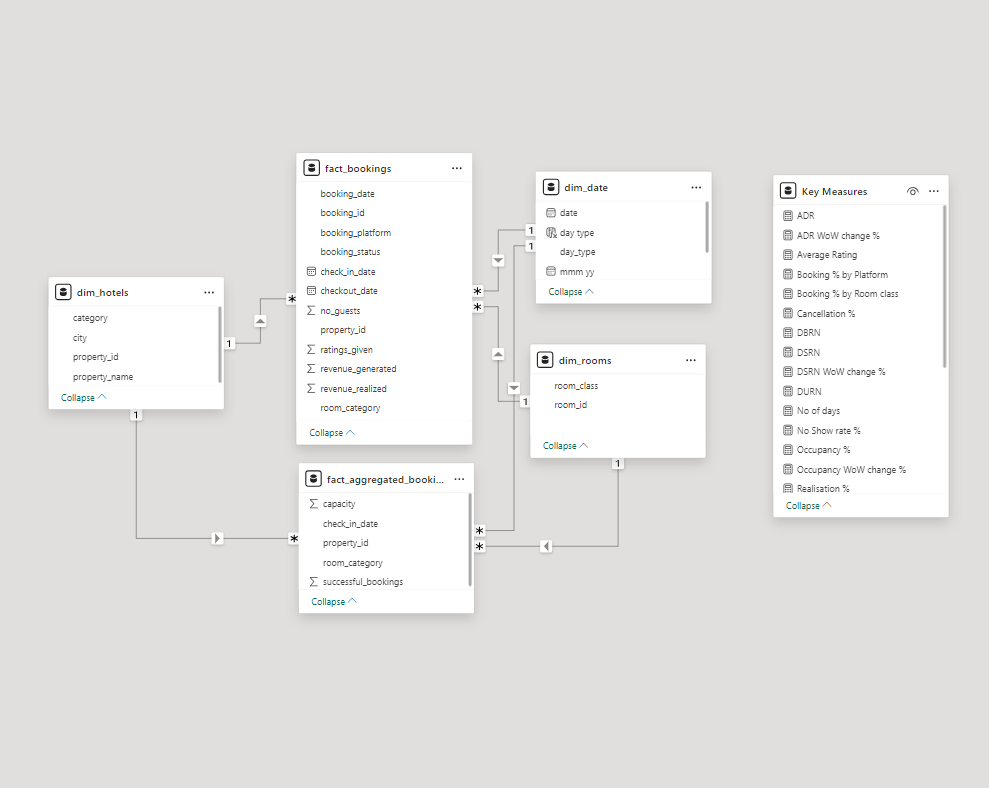 fact_bookings
booking_date
booking_id
booking_platform
booking_status
check_in_date
checkout_date
no_guests
property_id
ratings_given
revenue_generated
revenue_realized
room_category
Collapse
dim_date
date
day type
day_type
mmm yy
Collapse
Key Measures
ADR
ADR WoW change %
Average Rating
Booking % by Platform
Booking % by Room class
Cancellation %
DBRN
DSRN
DSRN WoW change %
DURN
No of days
No Show rate %
Occupancy %
Occupancy WoW change %
Realisation %
Collapse
dim_hotels
category
city
property_id
property_name
Collapse
dim_rooms
room_class
room_id
Collapse
fact_aggregated_booki...
capacity
check_in_date
property_id
room_category
successful_bookings
Collapse
1
*
1
*
*
1
1
*
*
1
1
*